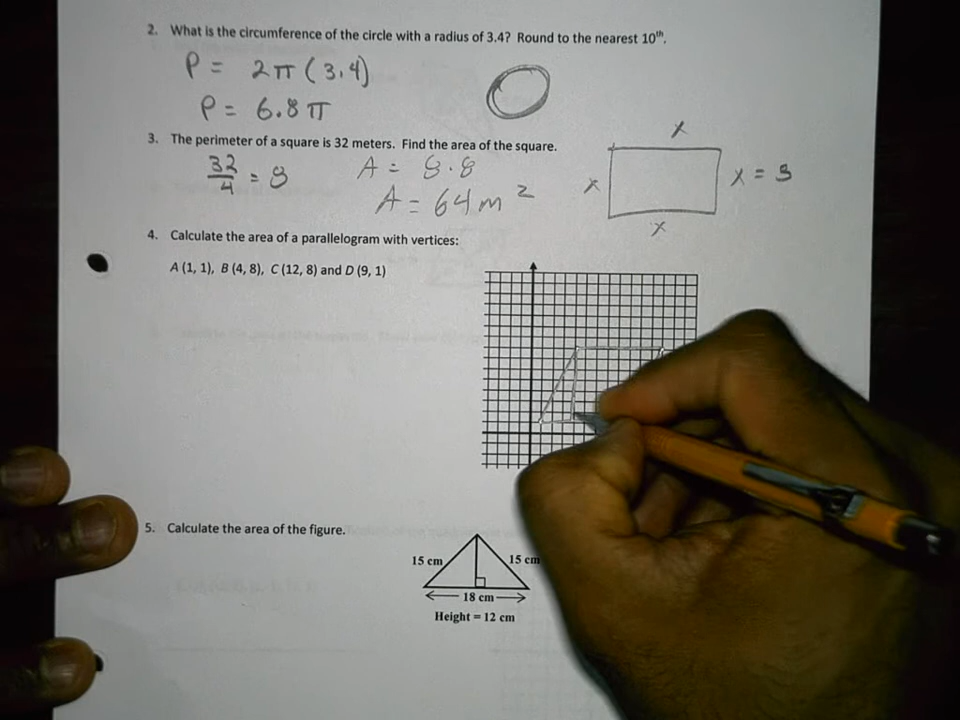 2. What is the circumference of the circle with a radius of 3.4? Round to the nearest 10th.
P = 2π (3.4)
P = 6.8 π
3. The perimeter of a square is 32 meters. Find the area of the square.
x
32/4 = 8
A = 8.8
x
x = 8
A = 64 m²
x
4. Calculate the area of a parallelogram with vertices:
A (1, 1), B (4, 8), C (12, 8) and D (9, 1)
5. Calculate the area of the figure.
15 cm
15 cm
18 cm
Height = 12 cm